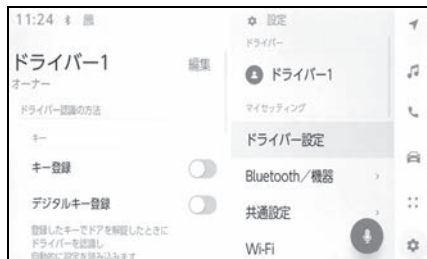 11:24
ドライバー1
編集
オーナー
ドライバー認識の方法
キー
キー登録
デジタルキー登録
登録したキーでドアを解錠したときに
ドライバーを認識し
自動的に設定を読み込みます
設定
ドライバー
ドライバー1
マイセッティング
ドライバー設定
Bluetooth／機器
共通設定
Wi-Fi